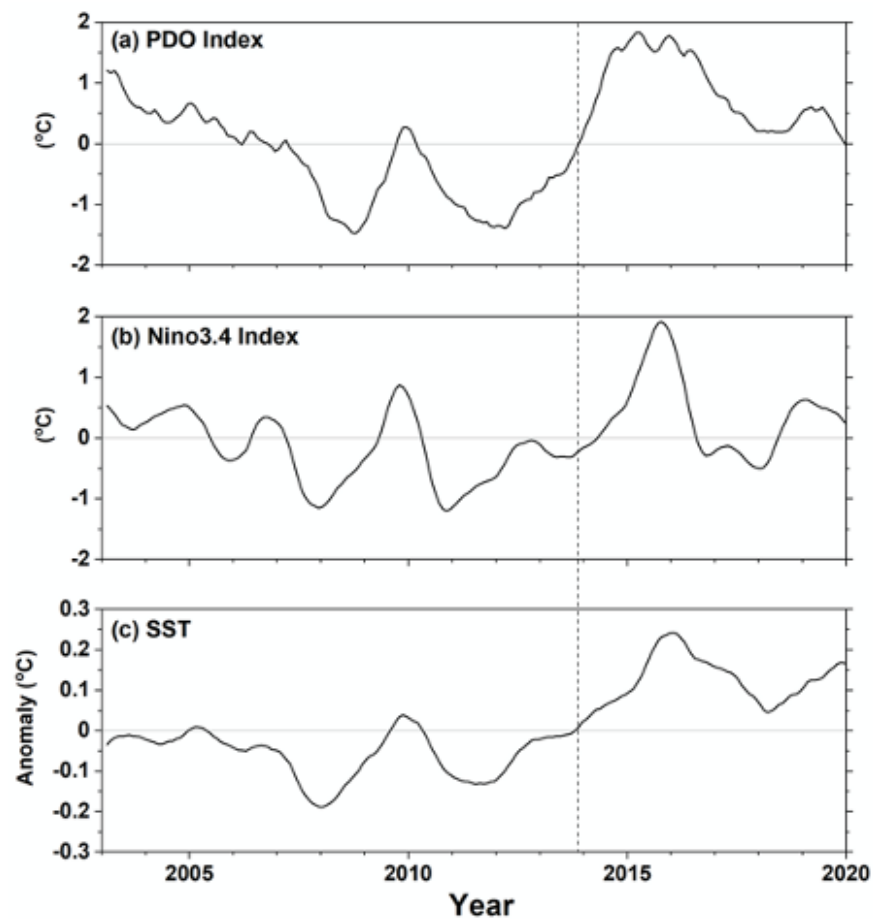 (a) PDO Index
2
1
0
-1
-2
(°C)
(b) Nino3.4 Index
2
1
0
-1
-2
(°C)
(c) SST
0.3
0.2
0.1
0
-0.1
-0.2
-0.3
Anomaly (°C)
2005 2010 2015 2020
Year